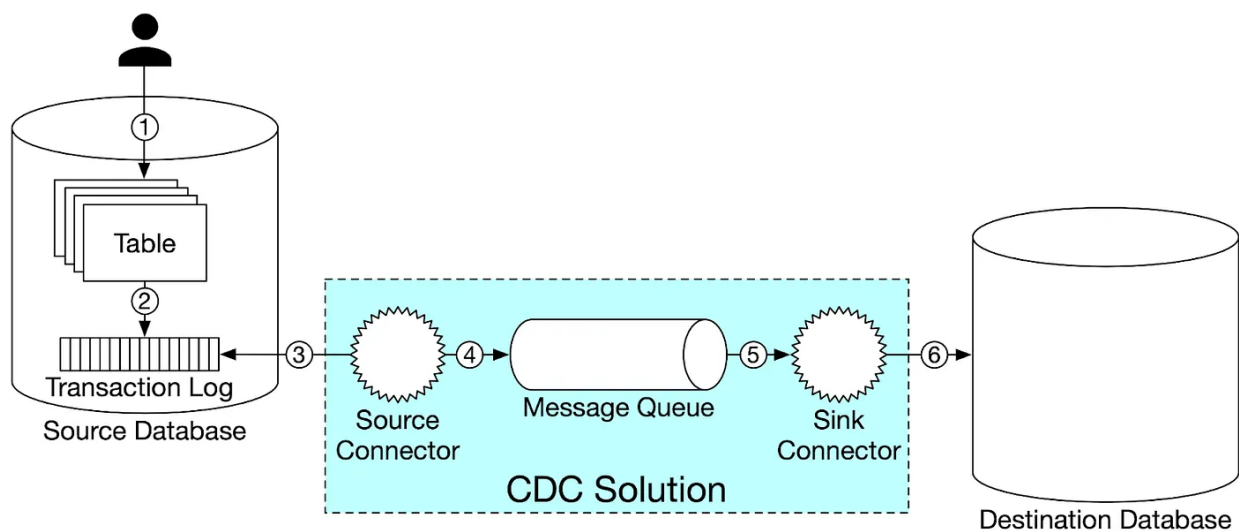 1
Table
2
Transaction Log
Source Database
3
4
5
6
Source
Connector
Message Queue
Sink
Connector
CDC Solution
Destination Database